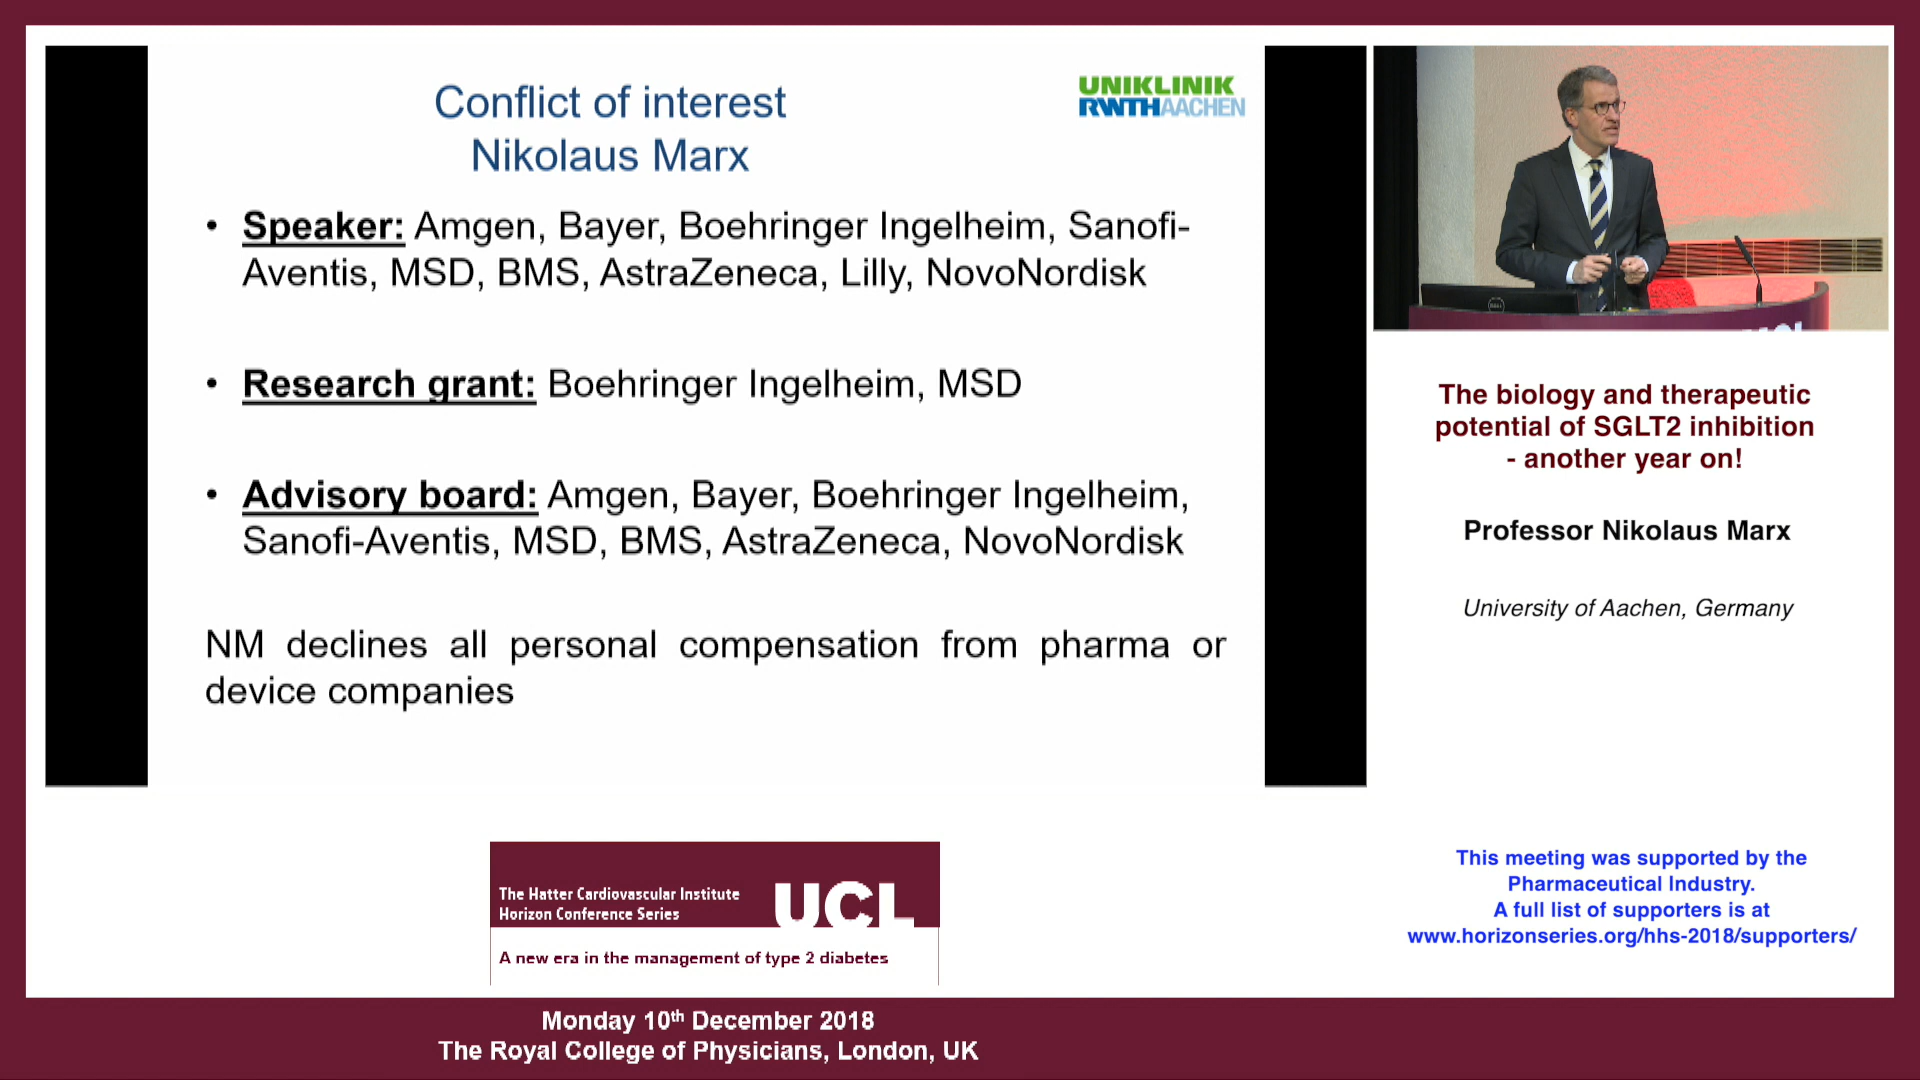 Conflict of interest
Nikolaus Marx
UNIKLINIK
RWTHAACHEN
• Speaker: Amgen, Bayer, Boehringer Ingelheim, Sanofi-
Aventis, MSD, BMS, AstraZeneca, Lilly, NovoNordisk
• Research grant: Boehringer Ingelheim, MSD
• Advisory board: Amgen, Bayer, Boehringer Ingelheim,
Sanofi-Aventis, MSD, BMS, AstraZeneca, NovoNordisk
NM declines all personal compensation from pharma or
device companies
UCL
The biology and therapeutic
potential of SGLT2 inhibition
- another year on!
Professor Nikolaus Marx
University of Aachen, Germany
This meeting was supported by the
Pharmaceutical Industry.
A full list of supporters is at
www.horizonseries.org/hhs-2018/supporters/
The Hatter Cardiovascular Institute
Horizon Conference Series
UCL
A new era in the management of type 2 diabetes
Monday 10th December 2018
The Royal College of Physicians, London, UK